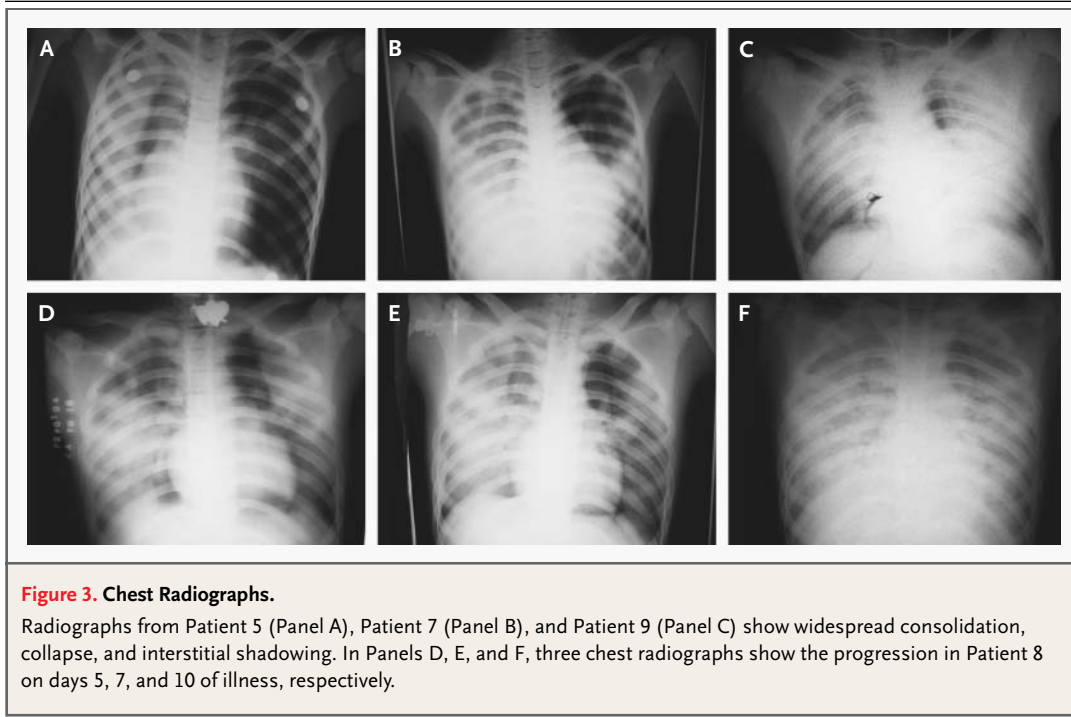 A
B
C
D
E
F
Figure 3. Chest Radiographs.
Radiographs from Patient 5 (Panel A), Patient 7 (Panel B), and Patient 9 (Panel C) show widespread consolidation,
collapse, and interstitial shadowing. In Panels D, E, and F, three chest radiographs show the progression in Patient 8
on days 5, 7, and 10 of illness, respectively.